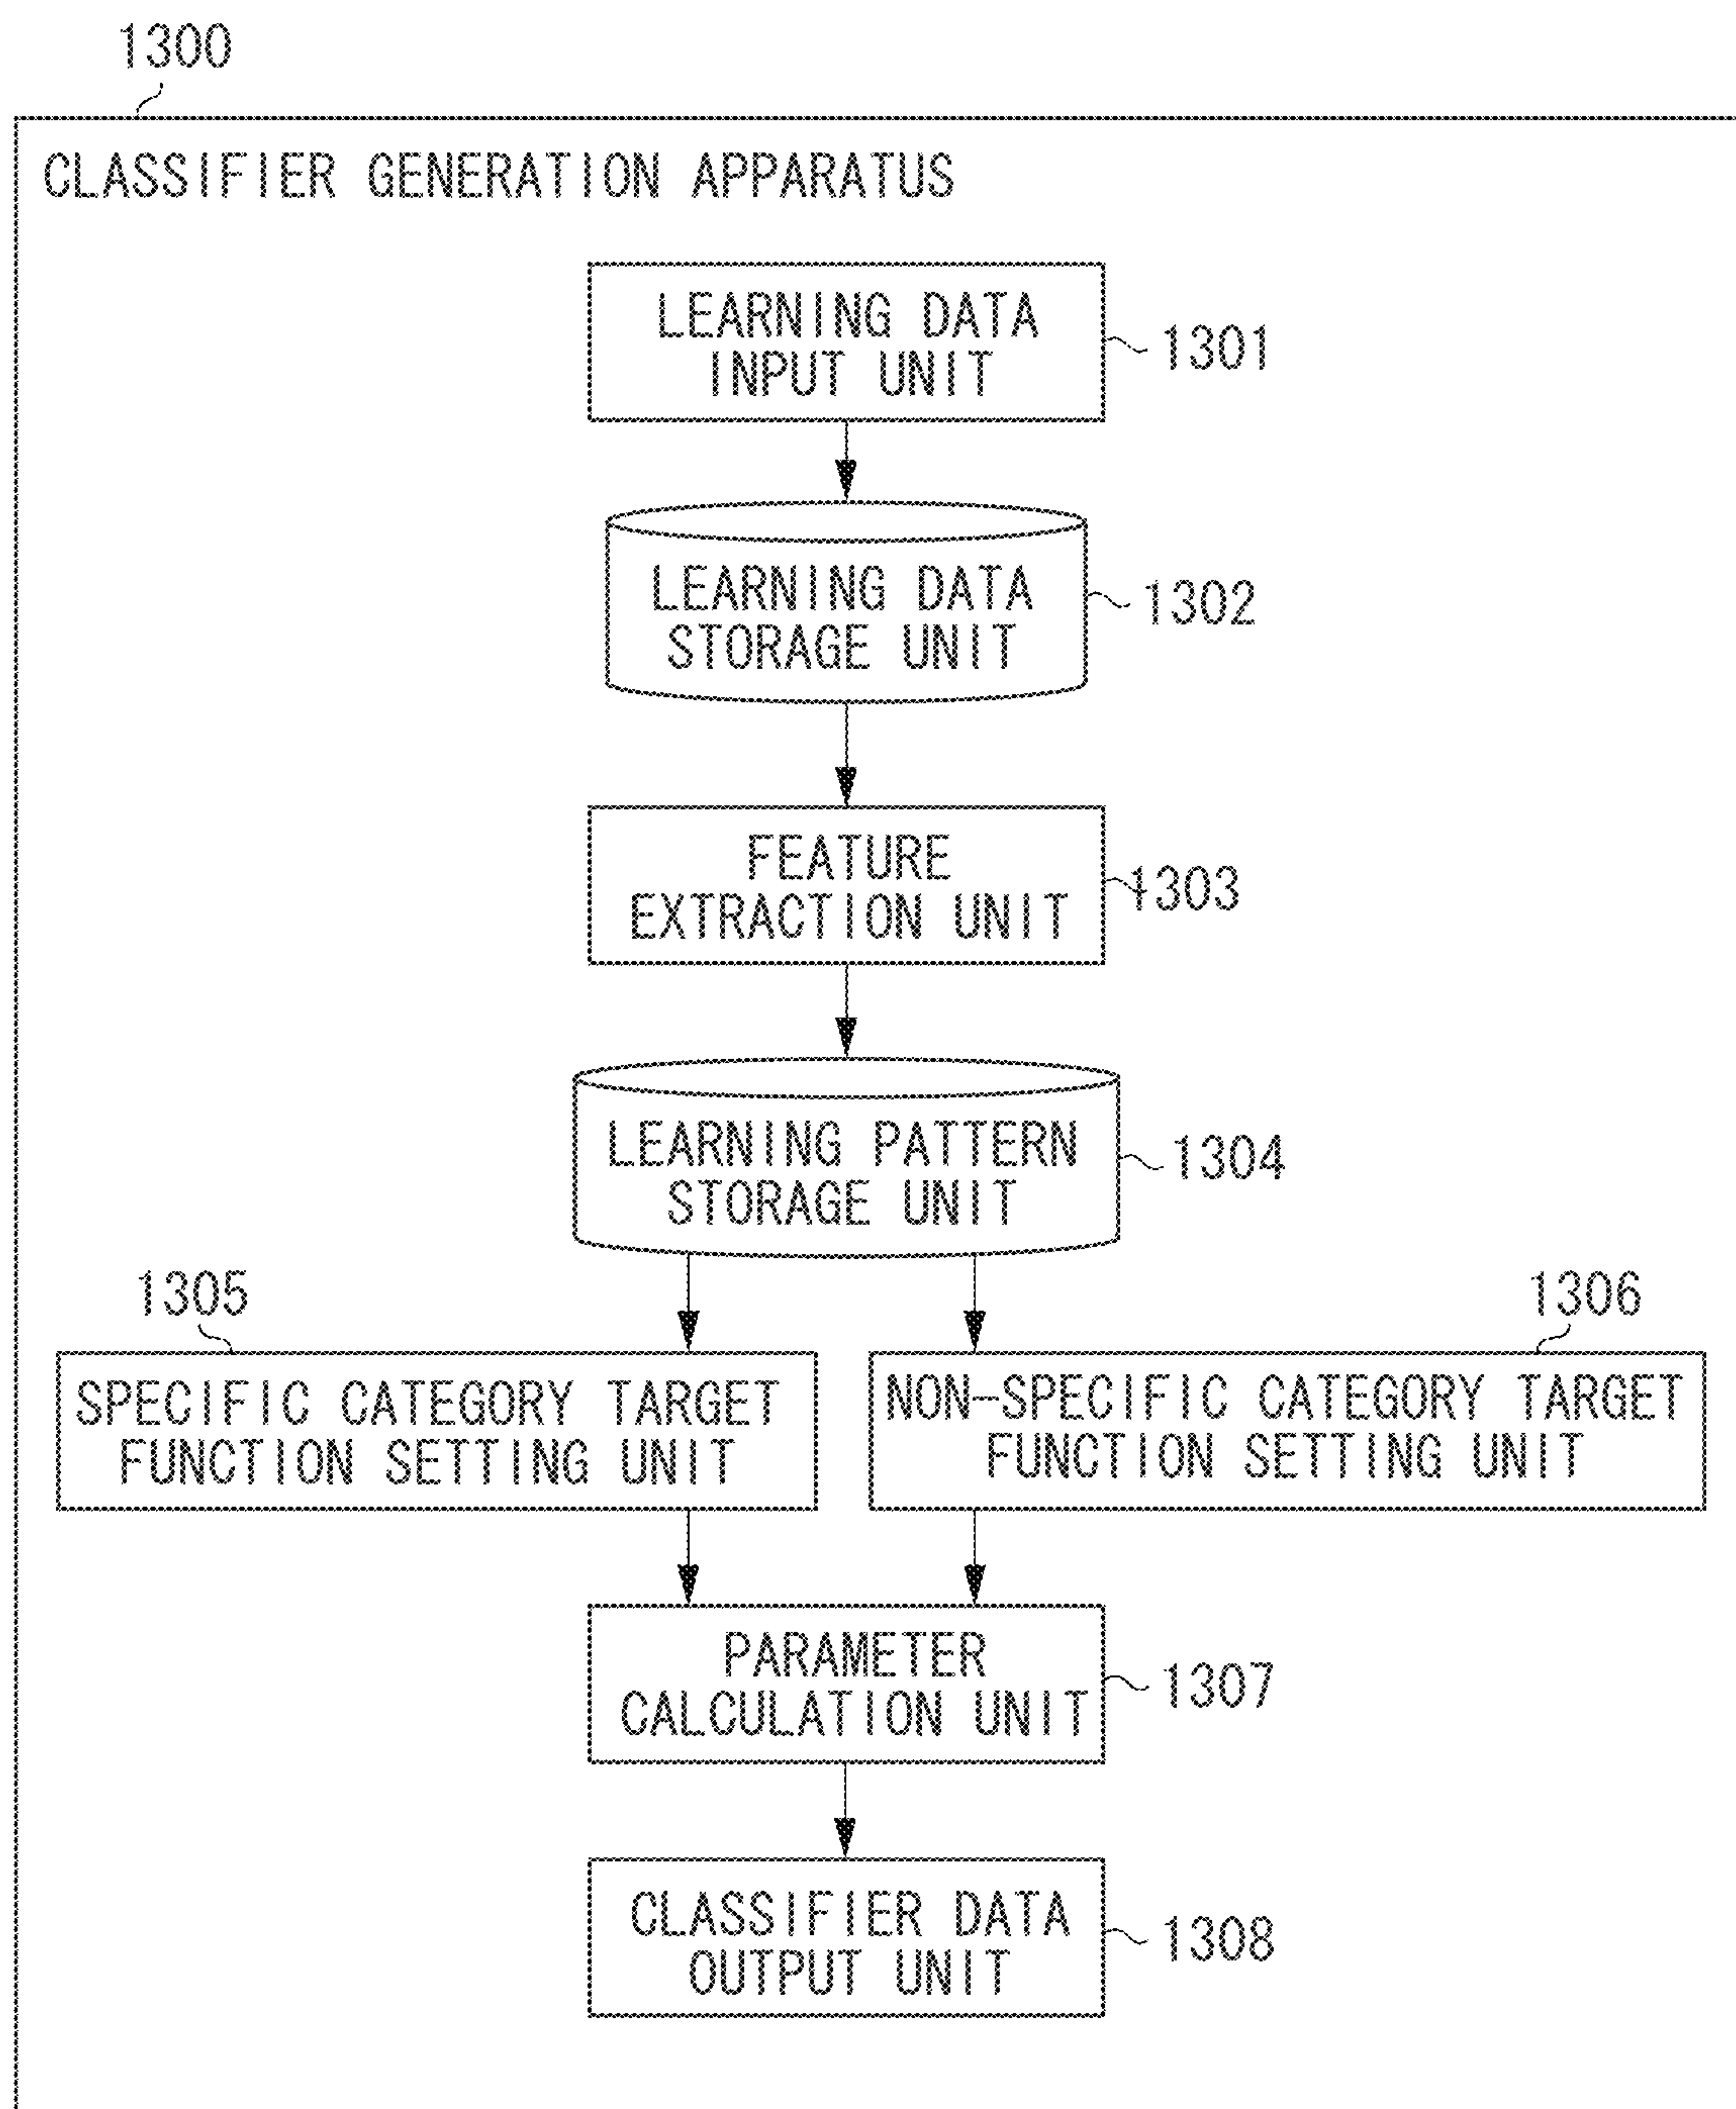 1300
CLASSIFIER GENERATION APPARATUS
LEARNING DATA
INPUT UNIT
1301
LEARNING DATA
STORAGE UNIT
1302
FEATURE
EXTRACTION UNIT
1303
LEARNING PATTERN
STORAGE UNIT
1304
1305
SPECIFIC CATEGORY TARGET
FUNCTION SETTING UNIT
1306
NON-SPECIFIC CATEGORY TARGET
FUNCTION SETTING UNIT
PARAMETER
CALCULATION UNIT
1307
CLASSIFIER DATA
OUTPUT UNIT
1308